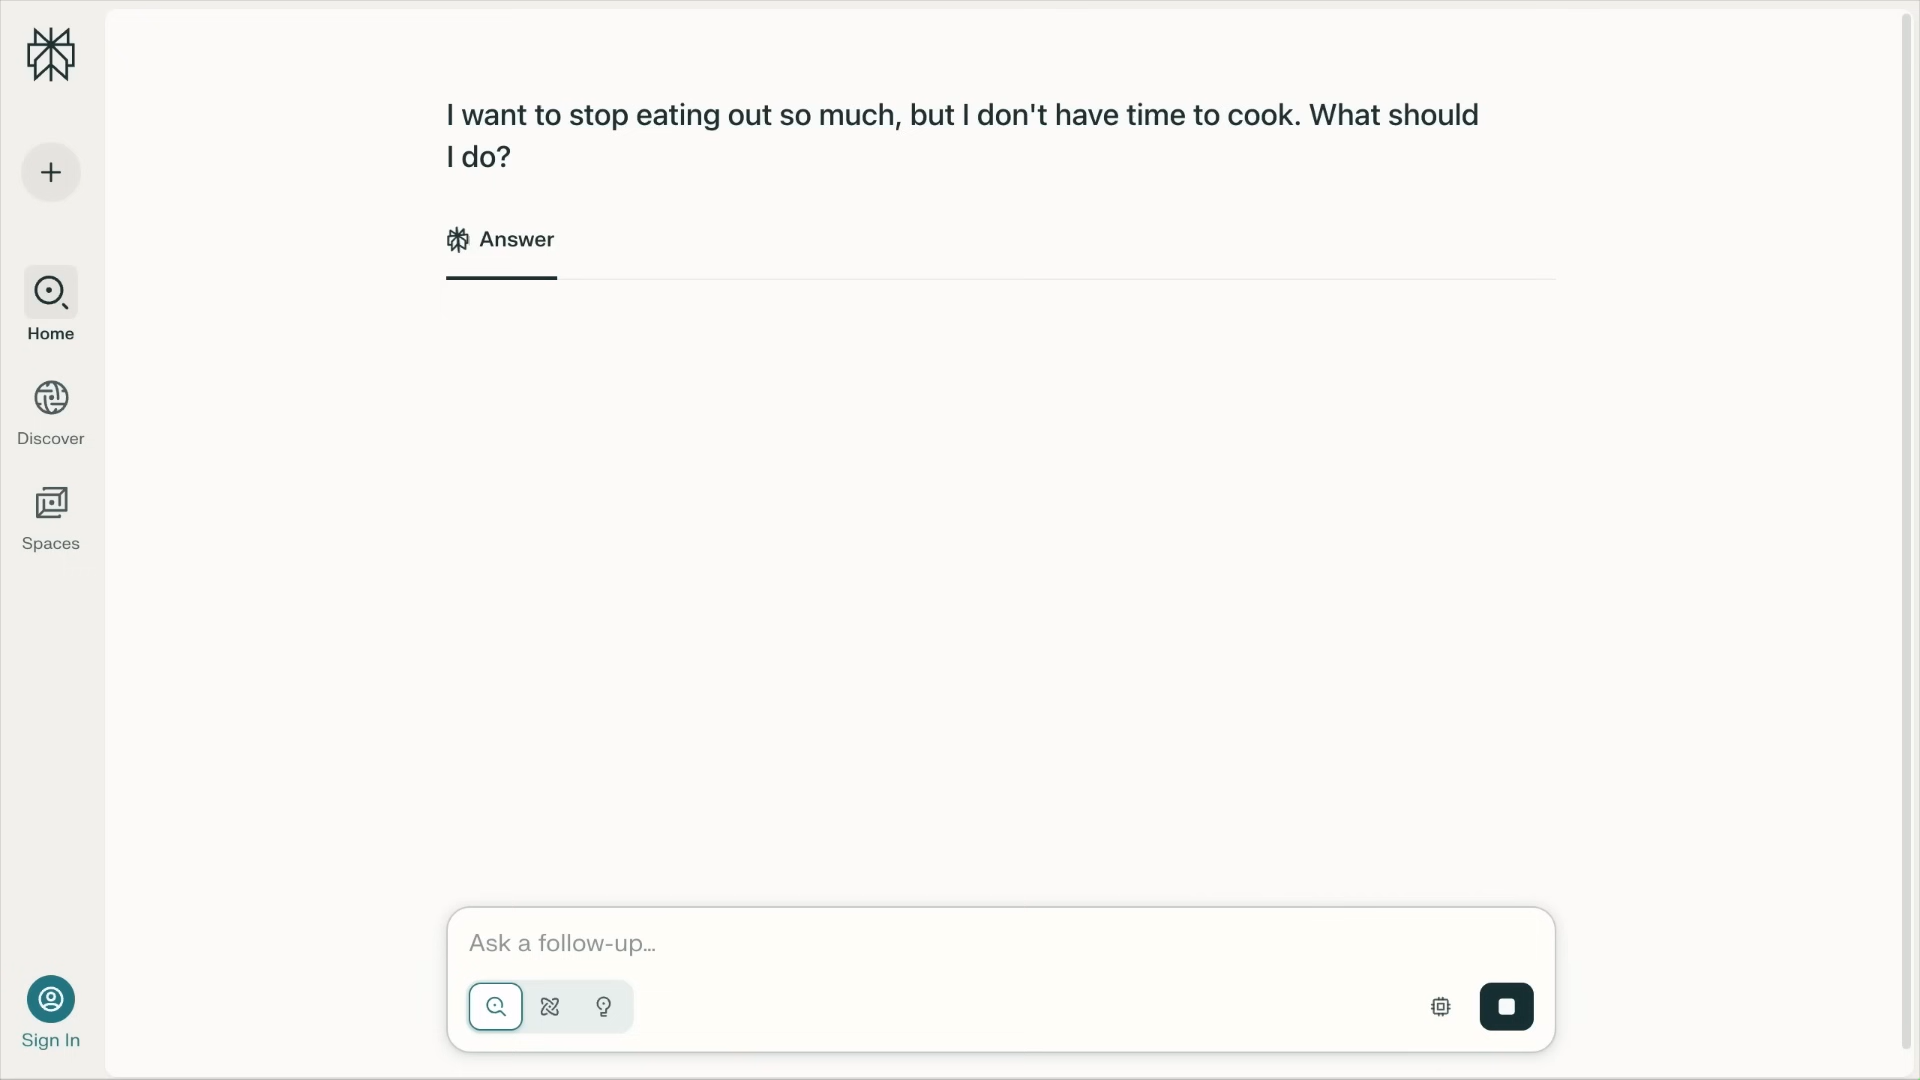 I want to stop eating out so much, but I don't have time to cook. What should
I do?
Answer
Home
Discover
Spaces
Ask a follow-up...
Sign In